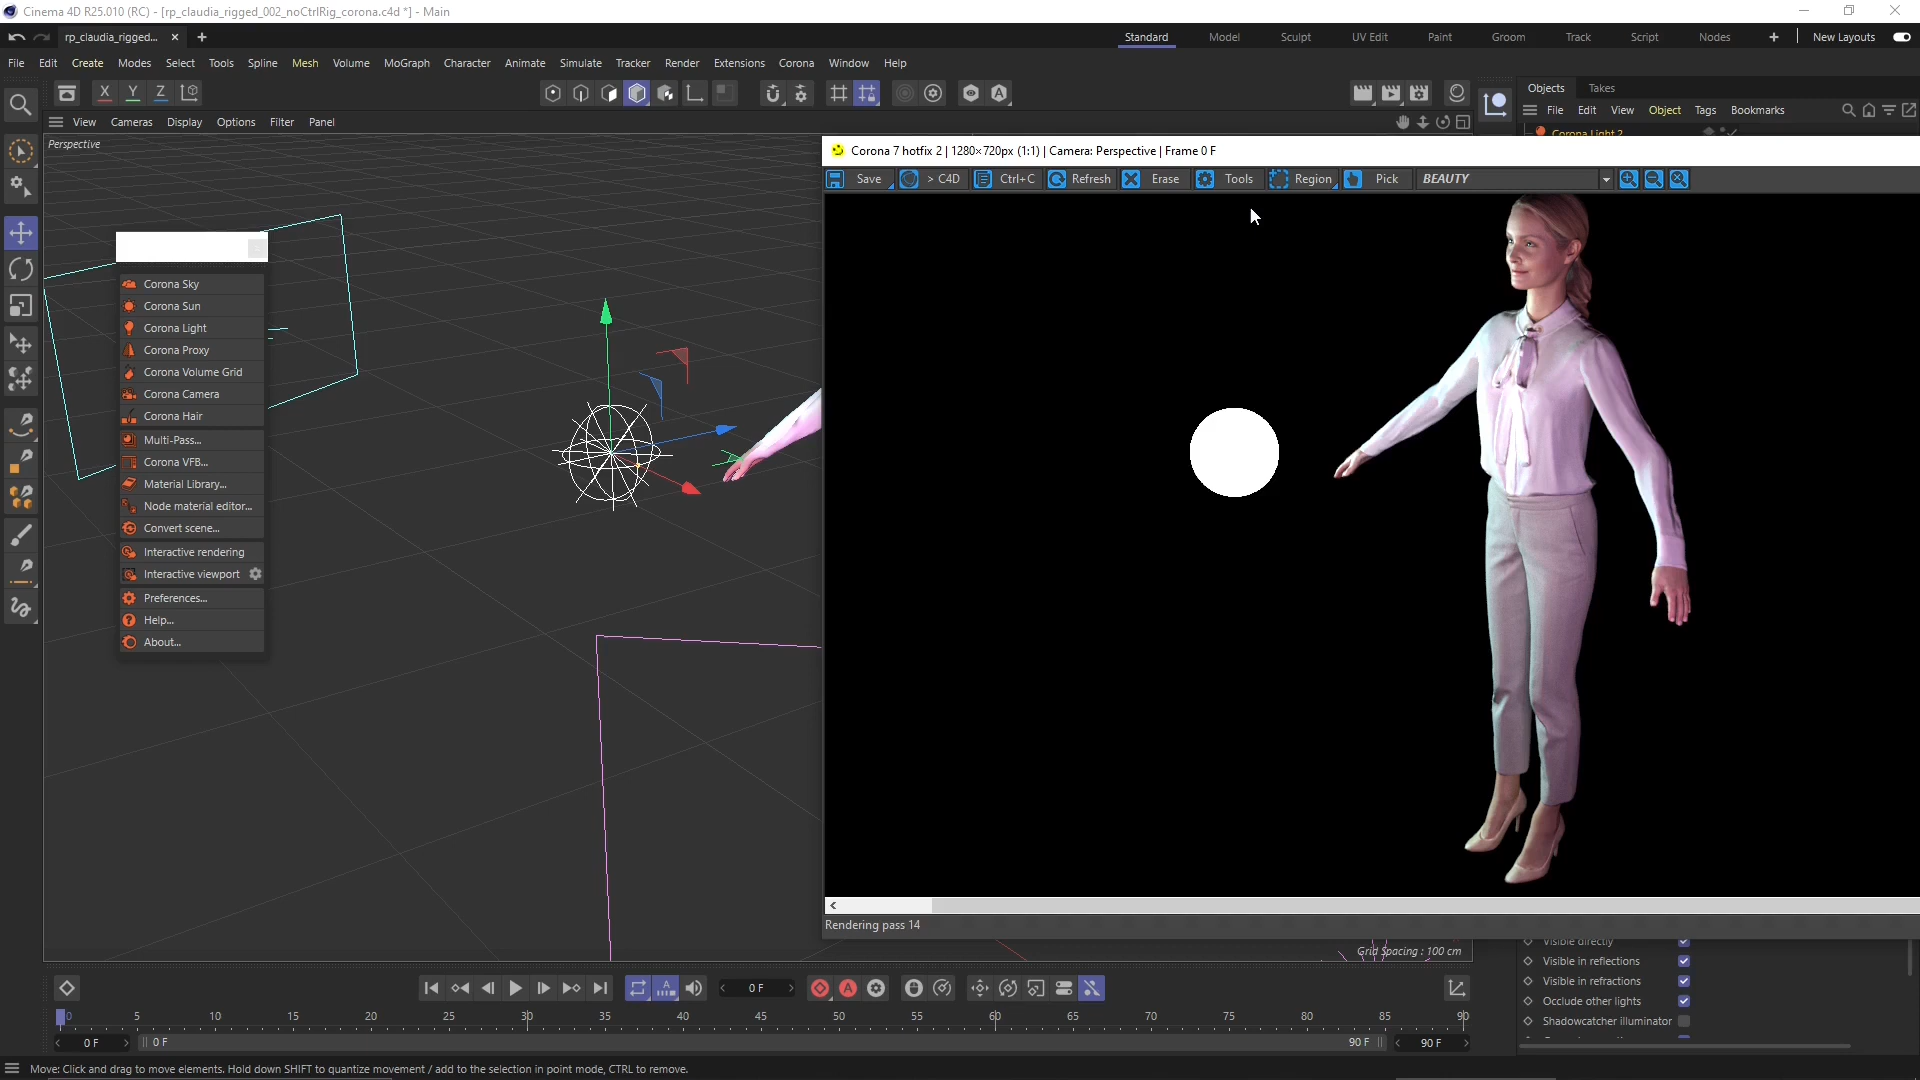 Cinema 4D R25.010 (RC) - [rp_claudia_rigged_002_noCtrlRig_corona.c4d *] - Main
rp_claudia_rigged...
Standard Model Sculpt UV Edit Paint Groom Track Script Nodes New Layouts
File Edit Create Modes Select Tools Spline Mesh Volume MoGraph Character Animate Simulate Tracker Render Extensions Corona Window Help
X Y Z
Objects Takes
File Edit View Object Tags Bookmarks
View Cameras Display Options Filter Panel
Corona Light 2
Perspective
Corona 7 hotfix 2 | 1280×720px (1:1) | Camera: Perspective | Frame 0 F
Save > C4D Ctrl+C Refresh Erase Tools Region Pick BEAUTY
Corona Sky
Corona Sun
Corona Light
Corona Proxy
Corona Volume Grid
Corona Camera
Corona Hair
Multi-Pass...
Corona VFB...
Material Library...
Node material editor...
Convert scene...
Interactive rendering
Interactive viewport
Preferences...
Help...
About...
Rendering pass 14
Grid Spacing : 100 cm
Visible directly
Visible in reflections
Visible in refractions
Occlude other lights
Shadowcatcher illuminator
0 F
0 5 10 15 20 25 30 35 40 45 50 55 60 65 70 75 80 85 90
0 F 0 F 90 F 90 F
Move: Click and drag to move elements. Hold down SHIFT to quantize movement / add to the selection in point mode, CTRL to remove.